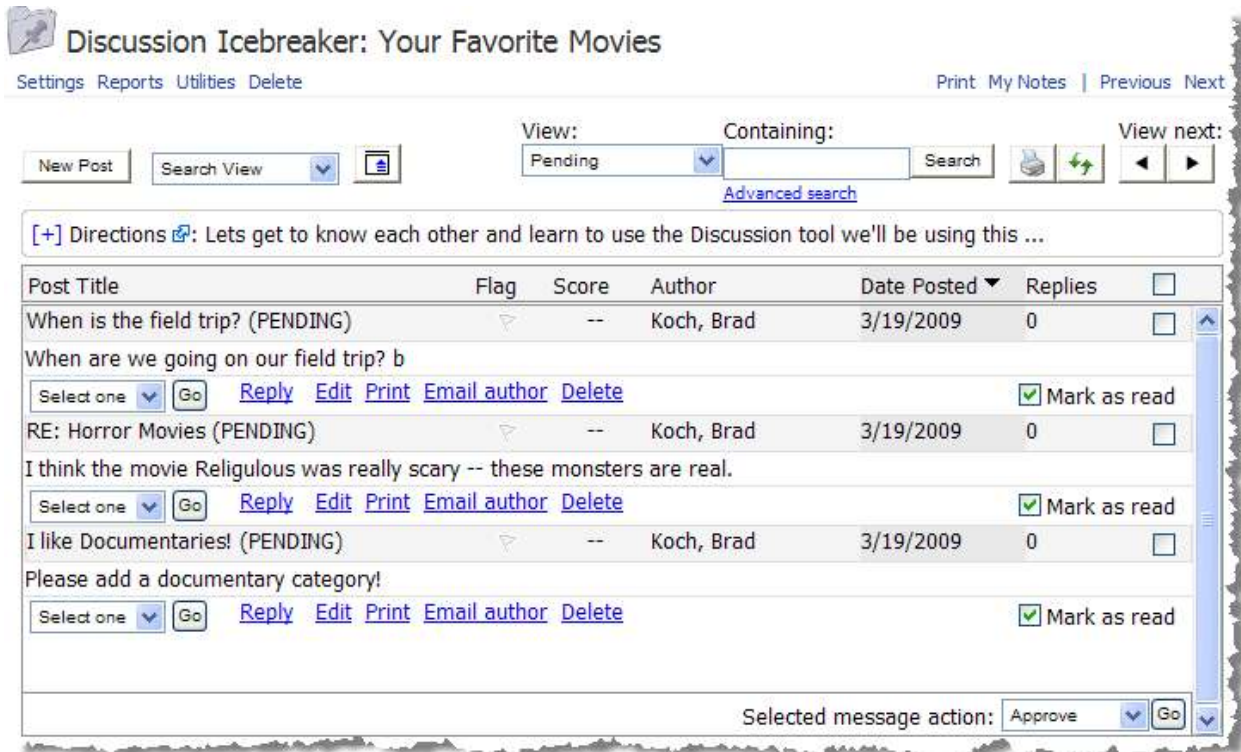 Discussion Icebreaker: Your Favorite Movies
Settings Reports Utilities Delete Print My Notes | Previous Next
View: Containing: View next:
New Post Search View Pending Search
Advanced search
[+] Directions : Lets get to know each other and learn to use the Discussion tool we'll be using this ...
Post Title Flag Score Author Date Posted Replies
When is the field trip? (PENDING) -- Koch, Brad 3/19/2009 0
When are we going on our field trip? b
Select one Go Reply Edit Print Email author Delete Mark as read
RE: Horror Movies (PENDING) -- Koch, Brad 3/19/2009 0
I think the movie Religulous was really scary -- these monsters are real.
Select one Go Reply Edit Print Email author Delete Mark as read
I like Documentaries! (PENDING) -- Koch, Brad 3/19/2009 0
Please add a documentary category!
Select one Go Reply Edit Print Email author Delete Mark as read
Selected message action: Approve Go